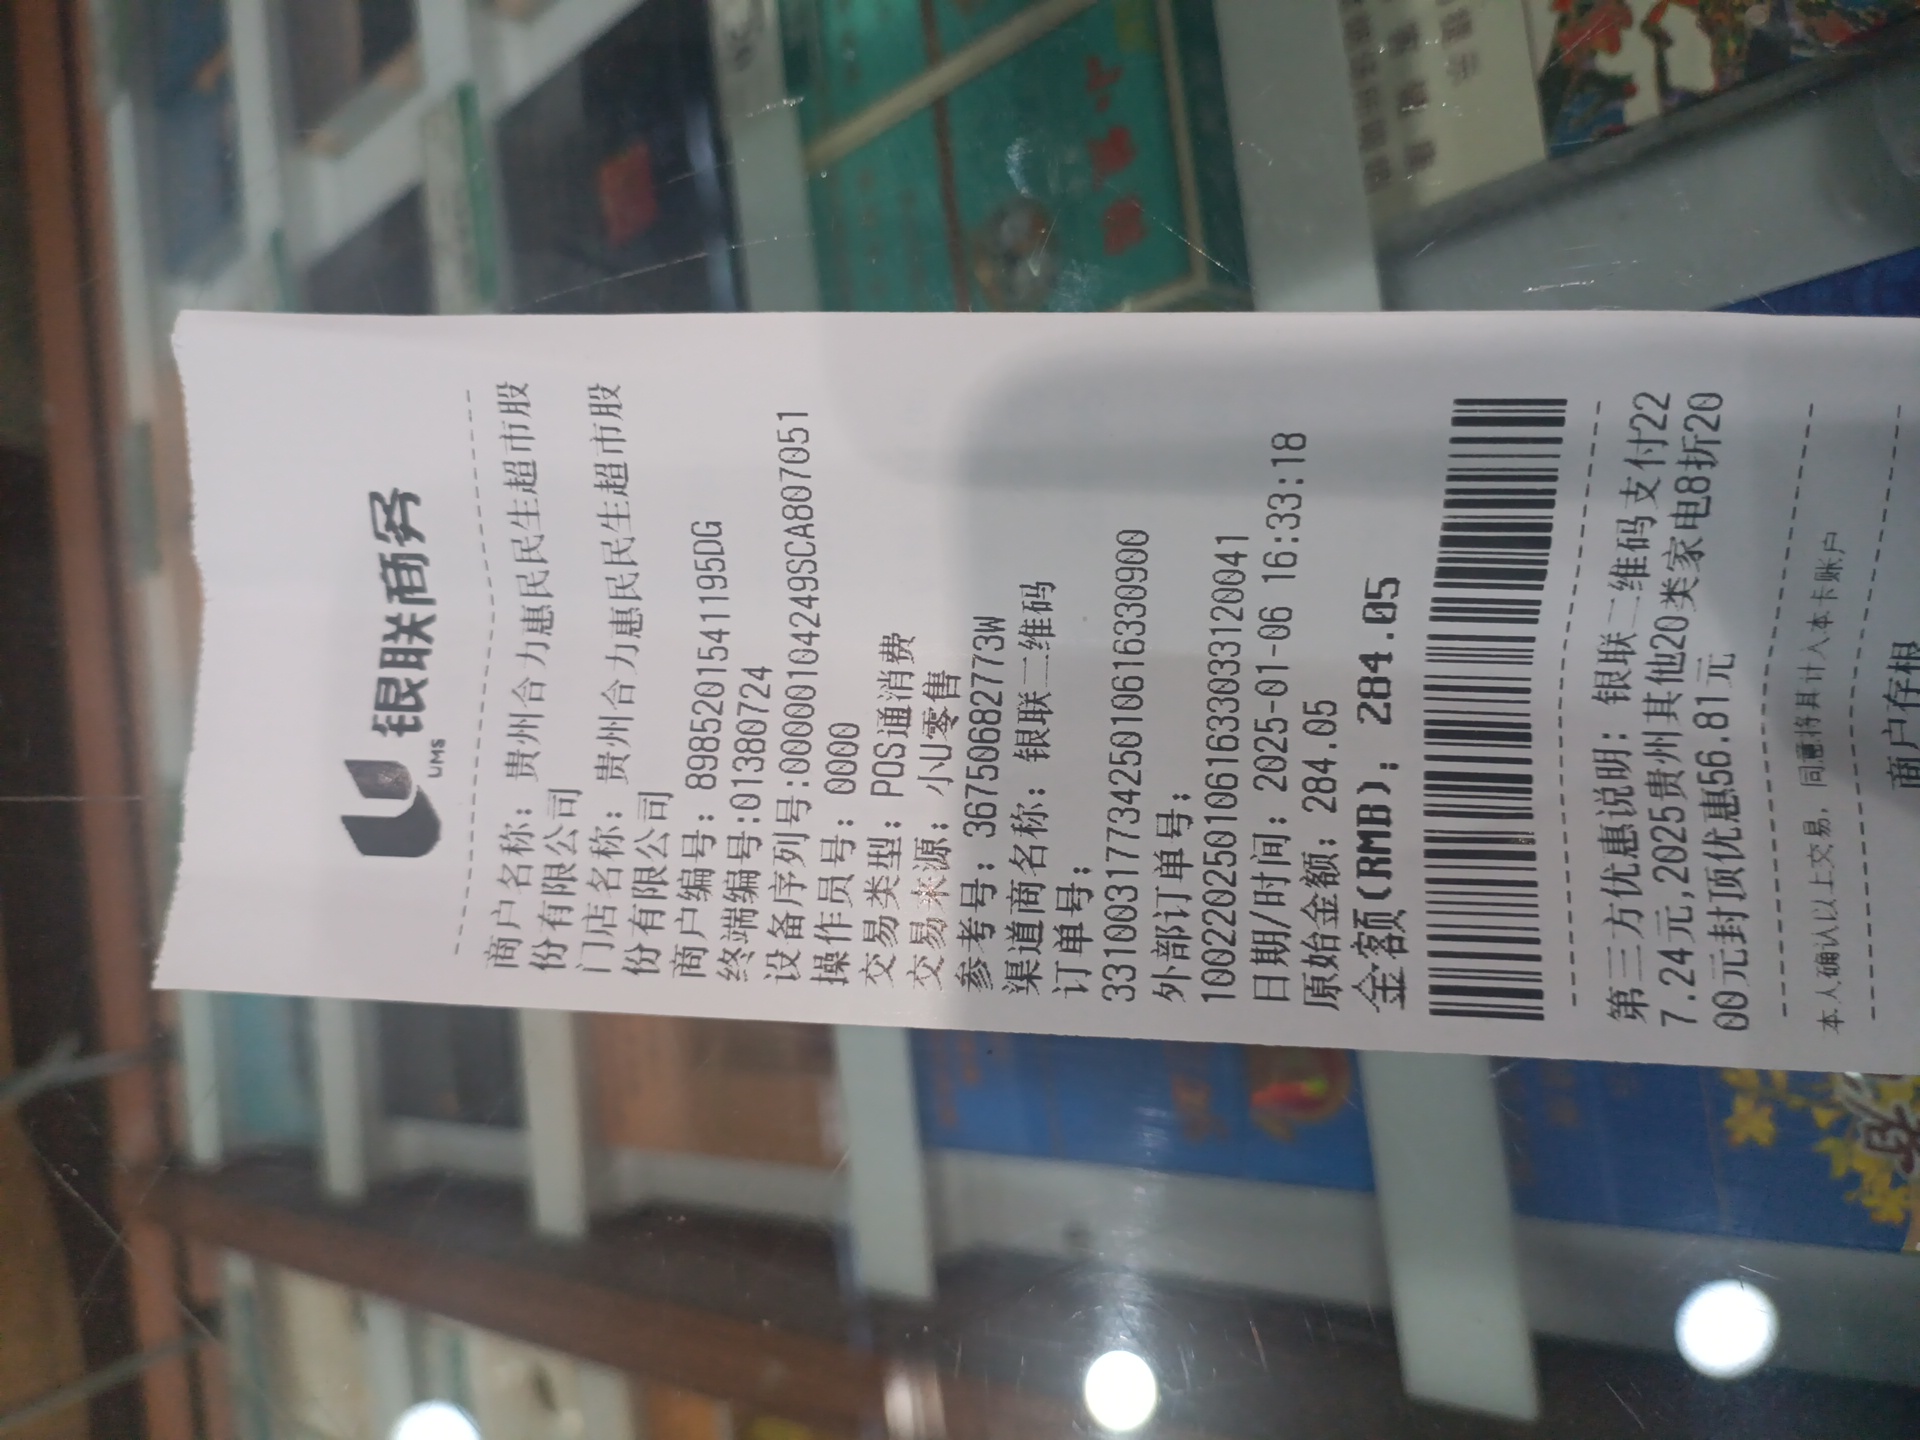 银联商务
UMS
商户名称：贵州合力惠民民生超市股
份有限公司
门店名称：贵州合力惠民民生超市股
份有限公司
商户编号：8985201541195DG
终端编号:01380724
设备序列号:00000104249SCA807051
操作员号：0000
交易类型：POS通消费
交易来源：小U零售
参考号：36750682773W
渠道商名称：银联二维码
订单号：
33100317734250106163309​00
外部订单号：
10022025010616330331120041
日期/时间：2025-01-06 16:33:18
原始金额：284.05
金额(RMB)：284.05
第三方优惠说明：银联二维码支付22
7.24元,2025贵州其他20类家电8折20
00元封顶优惠56.81元
本人确认以上交易，同意将其计入本卡账户
商户存根